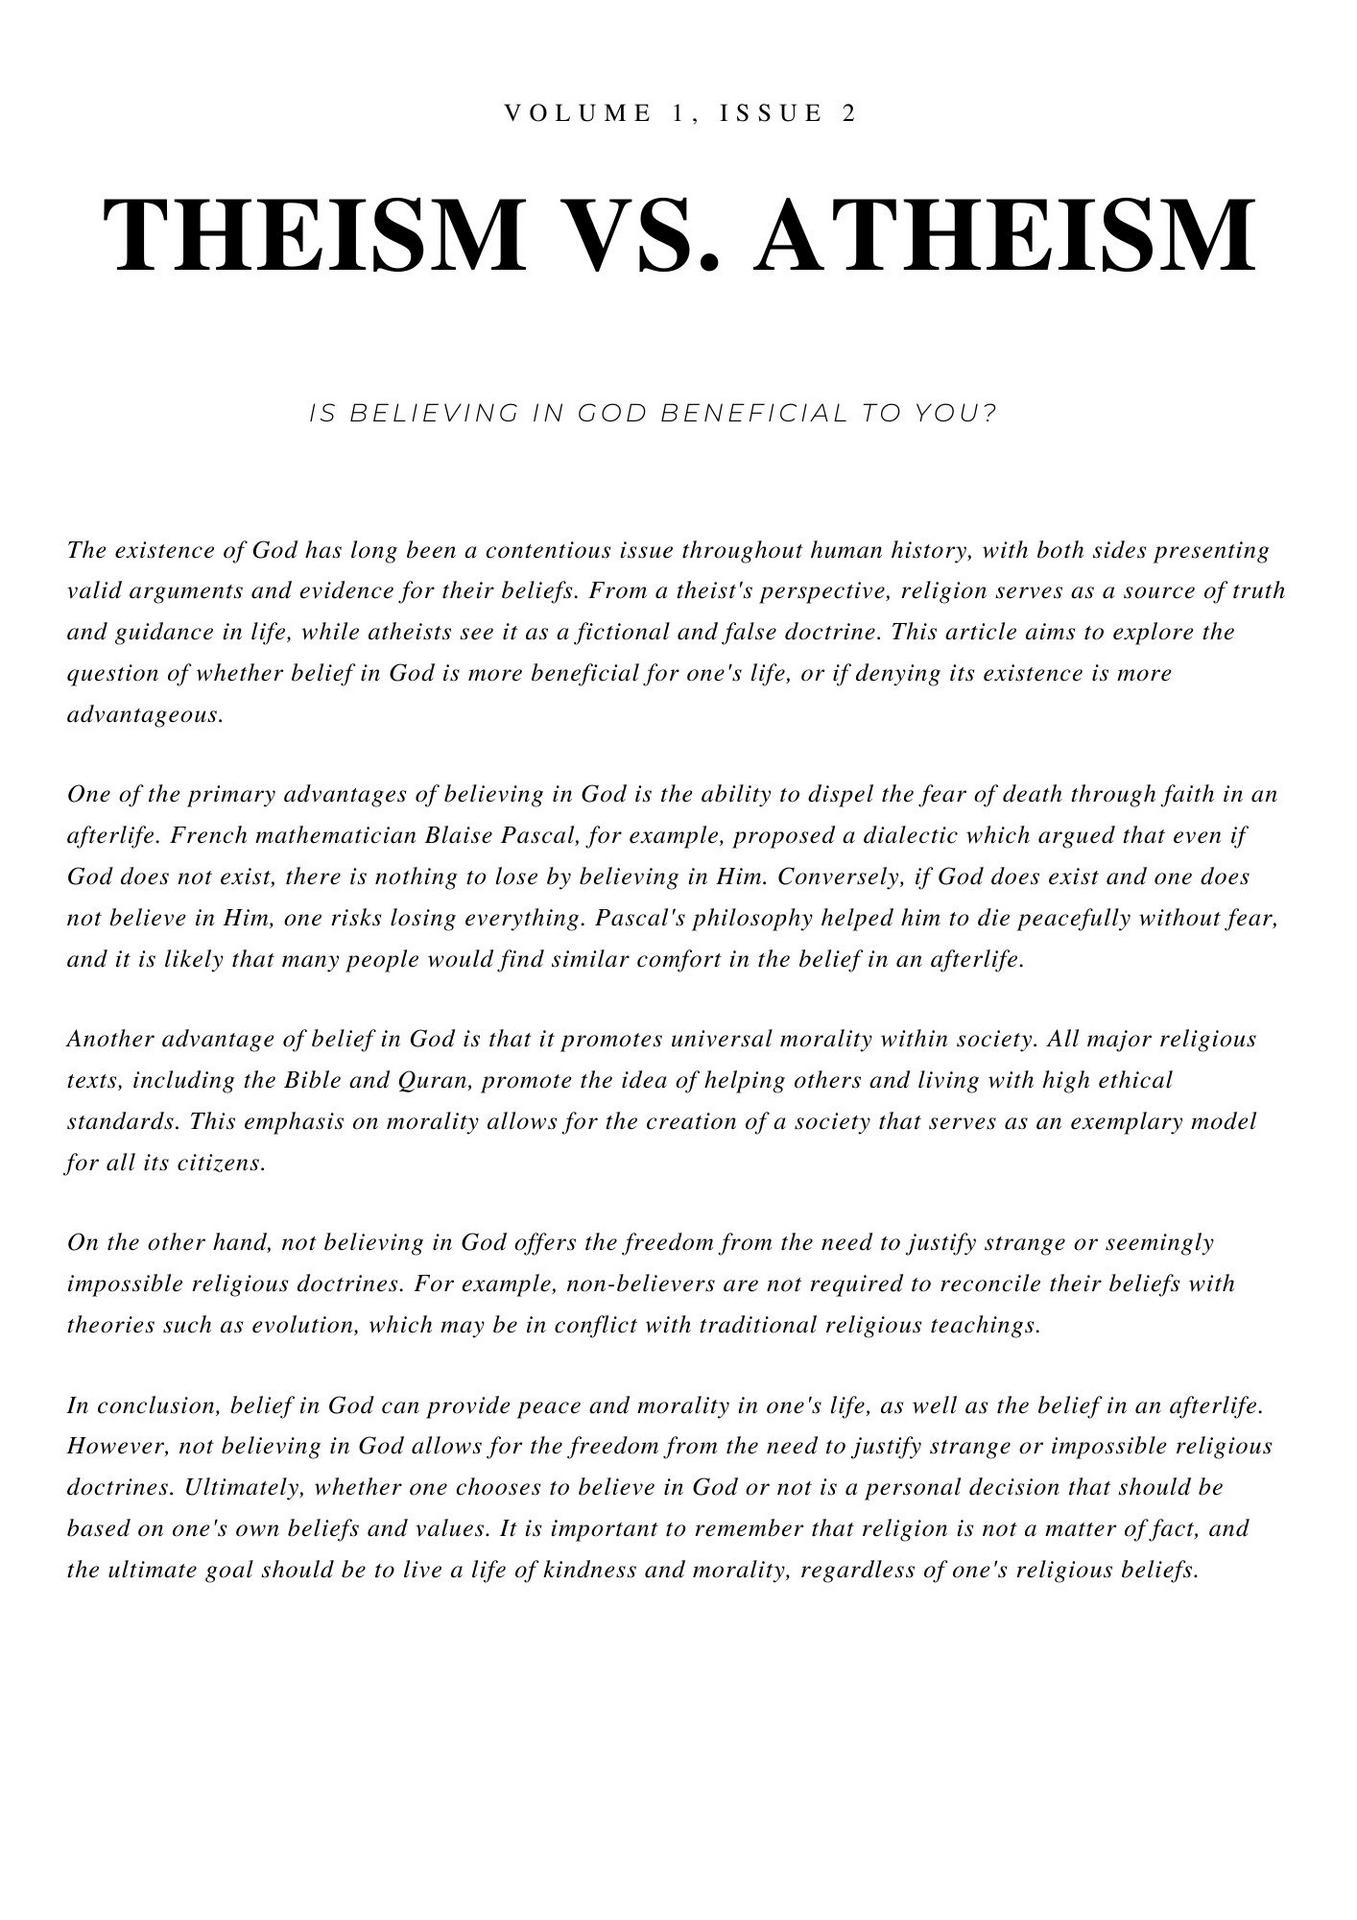 VOLUME 1, ISSUE 2
THEISM VS. ATHEISM
IS BELIEVING IN GOD BENEFICIAL TO YOU?
The existence of God has long been a contentious issue throughout human history, with both sides presenting
valid arguments and evidence for their beliefs. From a theist's perspective, religion serves as a source of truth
and guidance in life, while atheists see it as a fictional and false doctrine. This article aims to explore the
question of whether belief in God is more beneficial for one's life, or if denying its existence is more
advantageous.
One of the primary advantages of believing in God is the ability to dispel the fear of death through faith in an
afterlife. French mathematician Blaise Pascal, for example, proposed a dialectic which argued that even if
God does not exist, there is nothing to lose by believing in Him. Conversely, if God does exist and one does
not believe in Him, one risks losing everything. Pascal's philosophy helped him to die peacefully without fear,
and it is likely that many people would find similar comfort in the belief in an afterlife.
Another advantage of belief in God is that it promotes universal morality within society. All major religious
texts, including the Bible and Quran, promote the idea of helping others and living with high ethical
standards. This emphasis on morality allows for the creation of a society that serves as an exemplary model
for all its citizens.
On the other hand, not believing in God offers the freedom from the need to justify strange or seemingly
impossible religious doctrines. For example, non-believers are not required to reconcile their beliefs with
theories such as evolution, which may be in conflict with traditional religious teachings.
In conclusion, belief in God can provide peace and morality in one's life, as well as the belief in an afterlife.
However, not believing in God allows for the freedom from the need to justify strange or impossible religious
doctrines. Ultimately, whether one chooses to believe in God or not is a personal decision that should be
based on one's own beliefs and values. It is important to remember that religion is not a matter of fact, and
the ultimate goal should be to live a life of kindness and morality, regardless of one's religious beliefs.